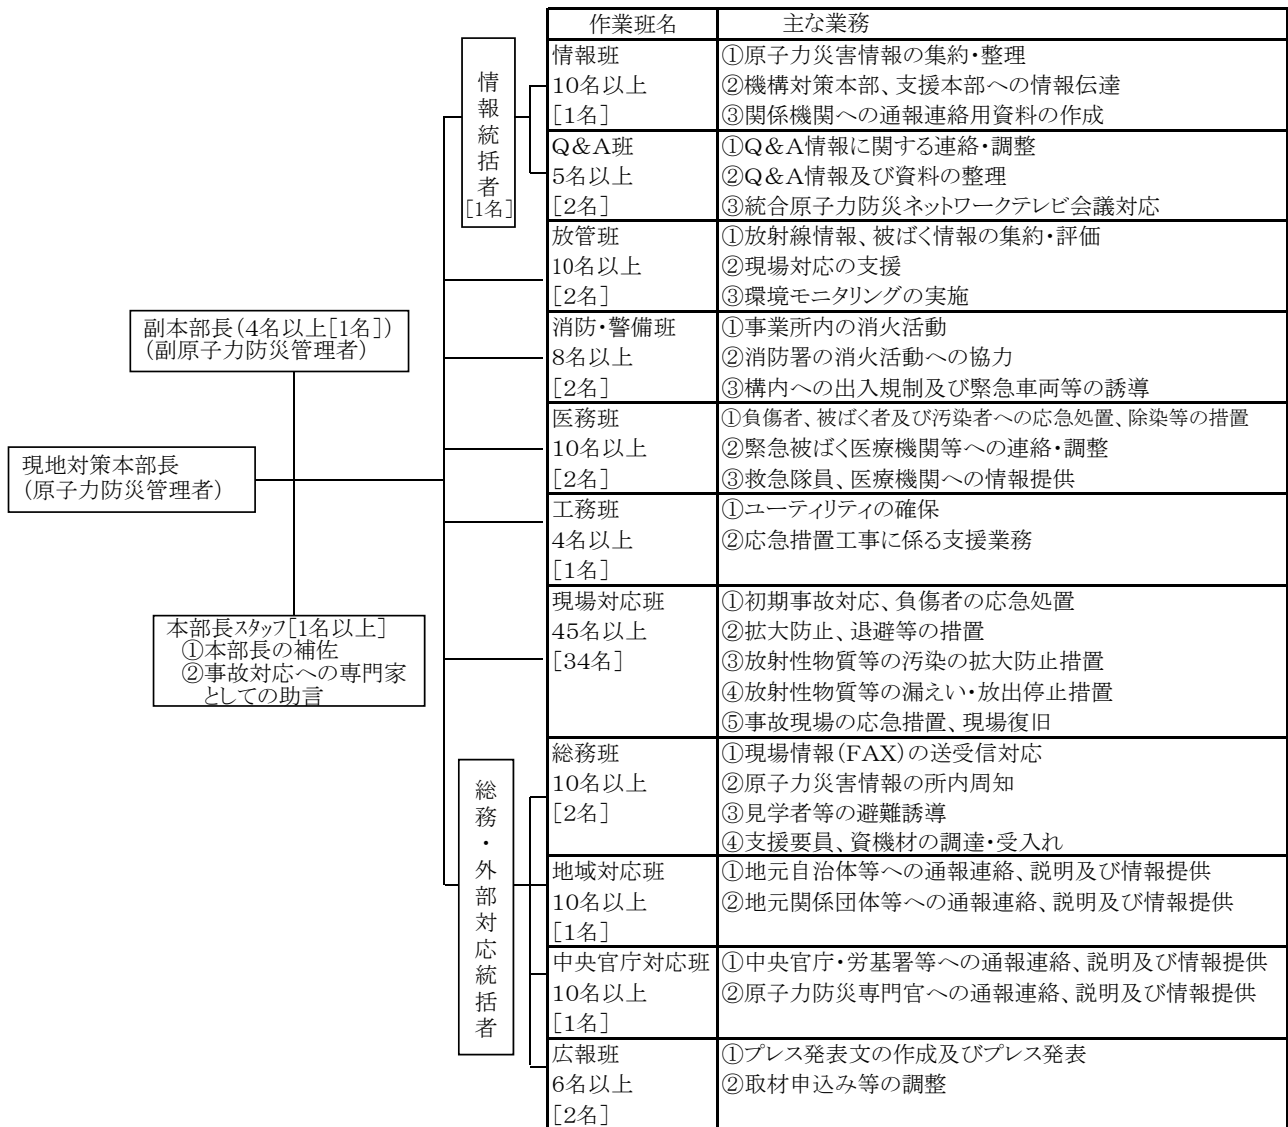 作業班名 主な業務
情報統括者
[1名]
情報班 ①原子力災害情報の集約・整理
10名以上 ②機構対策本部、支援本部への情報伝達
[1名] ③関係機関への通報連絡用資料の作成
Q&A班 ①Q&A情報に関する連絡・調整
5名以上 ②Q&A情報及び資料の整理
[2名] ③統合原子力防災ネットワークテレビ会議対応
放管班 ①放射線情報、被ばく情報の集約・評価
10名以上 ②現場対応の支援
[2名] ③環境モニタリングの実施
副本部長(4名以上[1名])
(副原子力防災管理者)
消防・警備班 ①事業所内の消火活動
8名以上 ②消防署の消火活動への協力
[2名] ③構内への出入規制及び緊急車両等の誘導
医務班 ①負傷者、被ばく者及び汚染者への応急処置、除染等の措置
10名以上 ②緊急被ばく医療機関等への連絡・調整
[2名] ③救急隊員、医療機関への情報提供
現地対策本部長
(原子力防災管理者)
工務班 ①ユーティリティの確保
4名以上 ②応急措置工事に係る支援業務
[1名]
現場対応班 ①初期事故対応、負傷者の応急処置
45名以上 ②拡大防止、退避等の措置
[34名] ③放射性物質等の汚染の拡大防止措置
④放射性物質等の漏えい・放出停止措置
⑤事故現場の応急措置、現場復旧
本部長スタッフ[1名以上]
①本部長の補佐
②事故対応への専門家
としての助言
総務・外部対応統括者
総務班 ①現場情報(FAX)の送受信対応
10名以上 ②原子力災害情報の所内周知
[2名] ③見学者等の避難誘導
④支援要員、資機材の調達・受入れ
地域対応班 ①地元自治体等への通報連絡、説明及び情報提供
10名以上 ②地元関係団体等への通報連絡、説明及び情報提供
[1名]
中央官庁対応班 ①中央官庁・労基署等への通報連絡、説明及び情報提供
10名以上 ②原子力防災専門官への通報連絡、説明及び情報提供
[1名]
広報班 ①プレス発表文の作成及びプレス発表
6名以上 ②取材申込み等の調整
[2名]